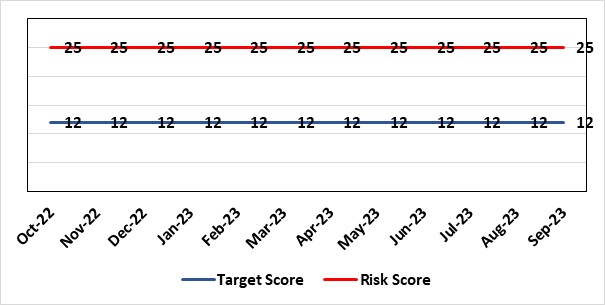 25 25 25 25 25 25 25 25 25 25 25 25
12 12 12 12 12 12 12 12 12 12 12 12
Oct-22 Nov-22 Dec-22 Jan-23 Feb-23 Mar-23 Apr-23 May-23 Jun-23 Jul-23 Aug-23 Sep-23
Target Score Risk Score